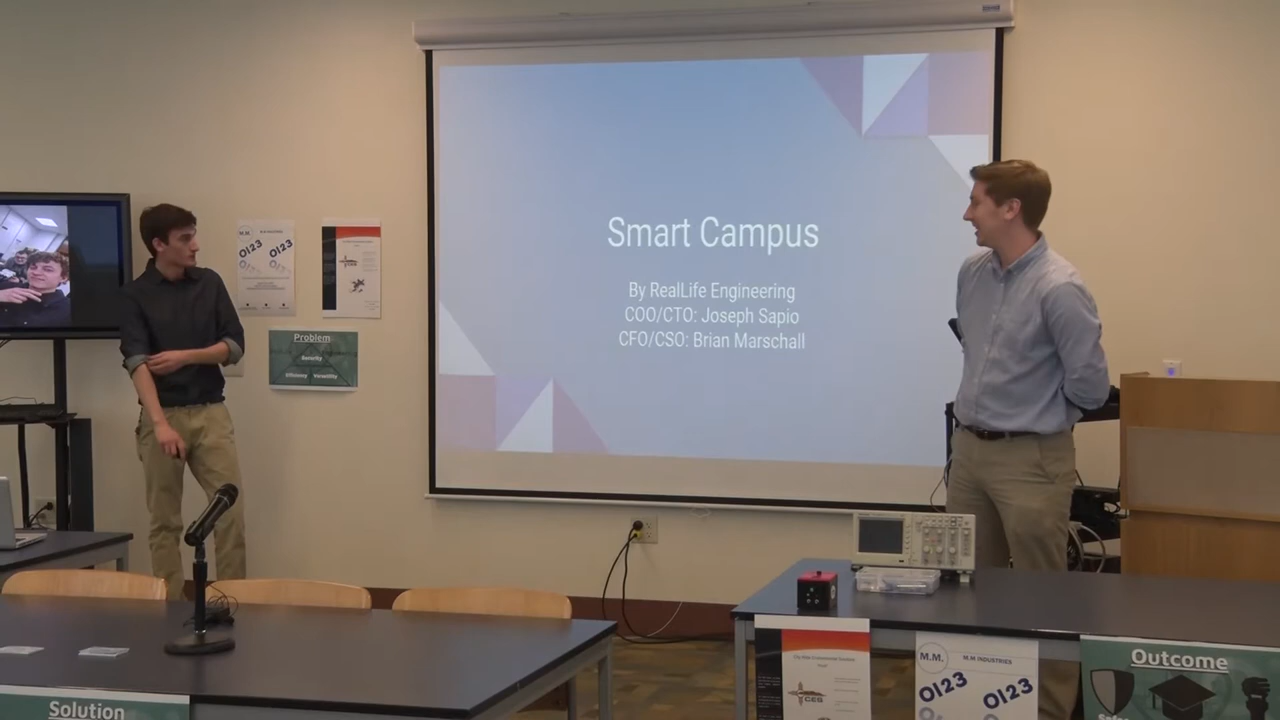 Smart Campus
By RealLife Engineering
COO/CTO: Joseph Sapio
CFO/CSO: Brian Marschall
M.M.
0123
0123
Problem
Security
Efficiency
Versatility
Solution
CES
M.M.
M.M INDUSTRIES
0123
0123
Outcome